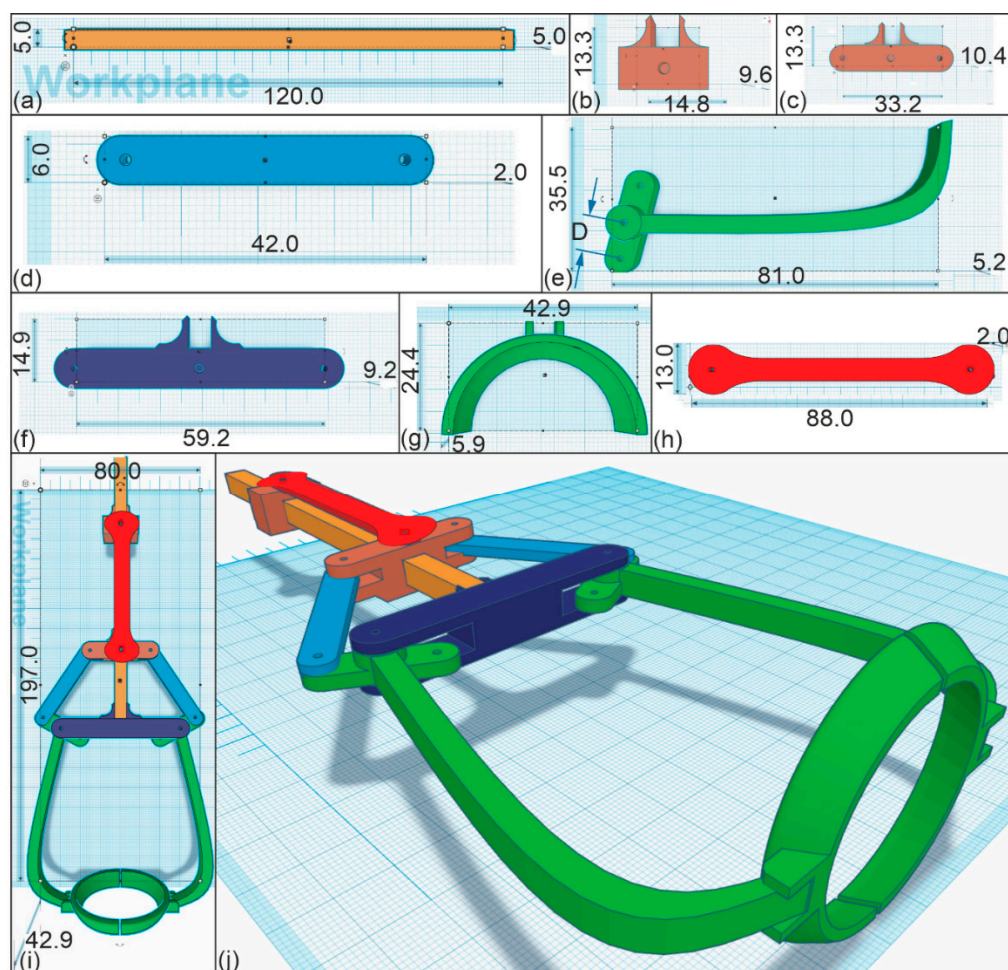 5.0
5.0
Workplane
120.0
(a)
13.3
9.6
14.8
(b)
13.3
10.4
33.2
(c)
6.0
2.0
42.0
(d)
35.5
D
5.2
81.0
(e)
14.9
9.2
59.2
(f)
42.9
24.4
5.9
(g)
2.0
13.0
88.0
(h)
80.0
Workplane
197.0
42.9
(i)
(j)